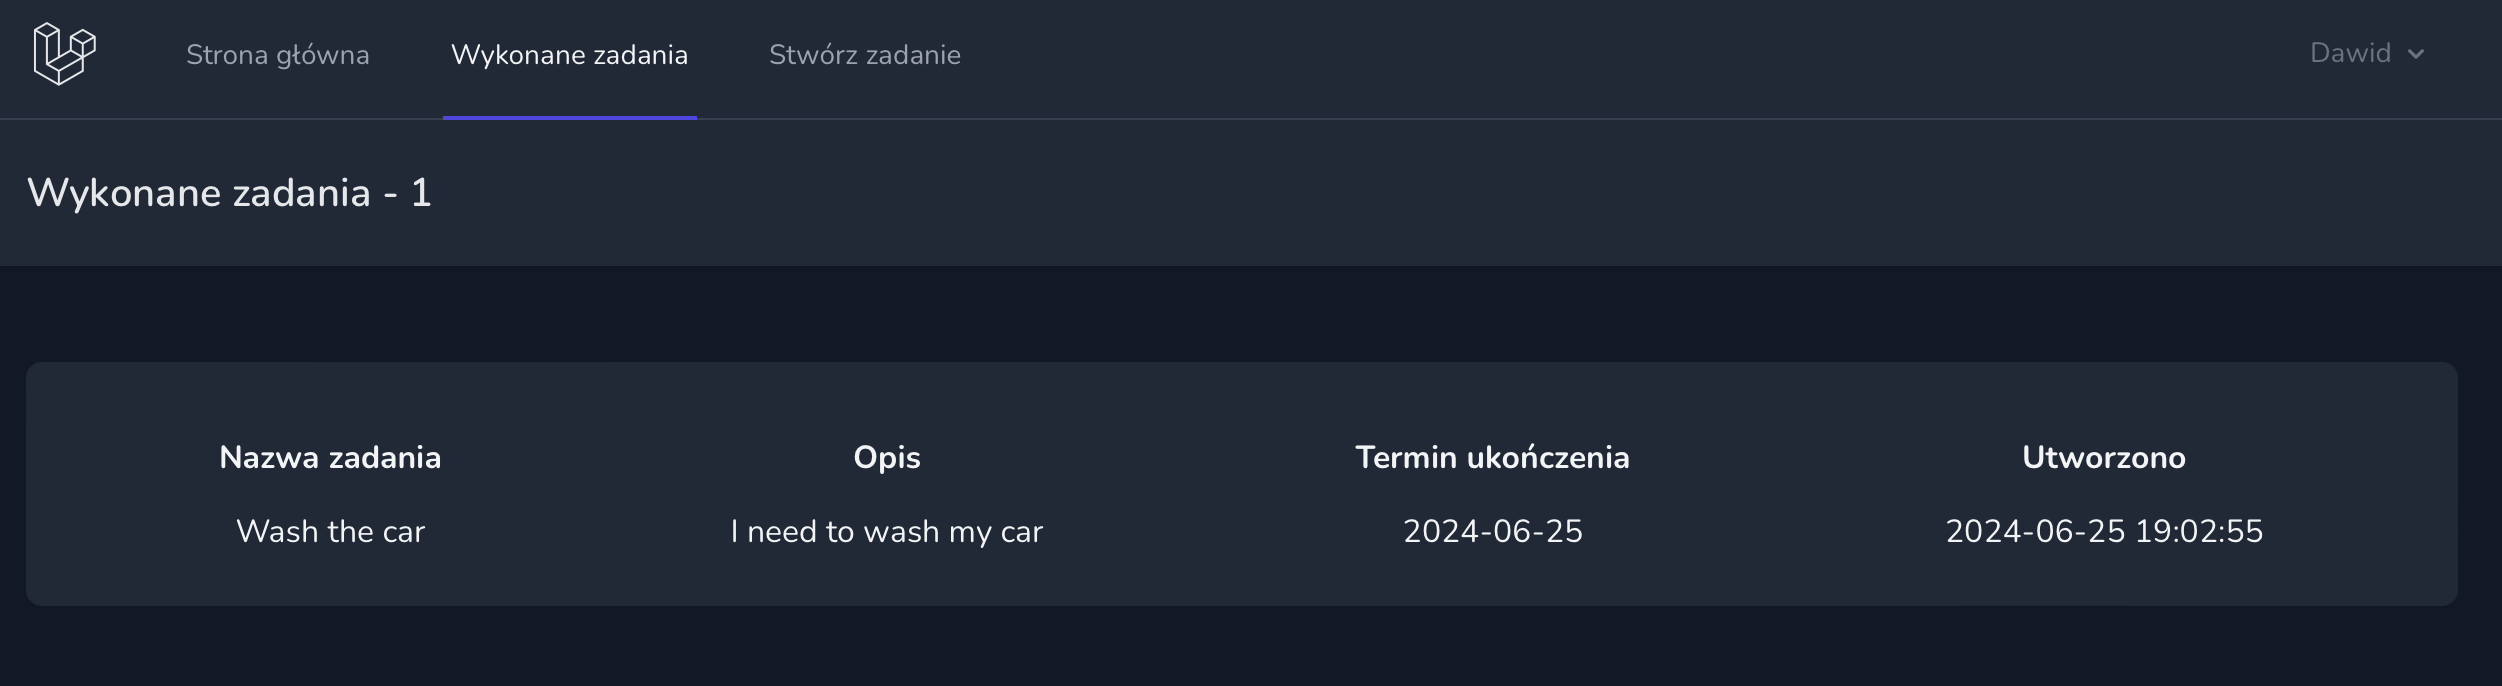 Strona główna Wykonane zadania Stwórz zadanie Dawid
Wykonane zadania - 1
Nazwa zadania Opis Termin ukończenia Utworzono
Wash the car I need to wash my car 2024-06-25 2024-06-25 19:02:55